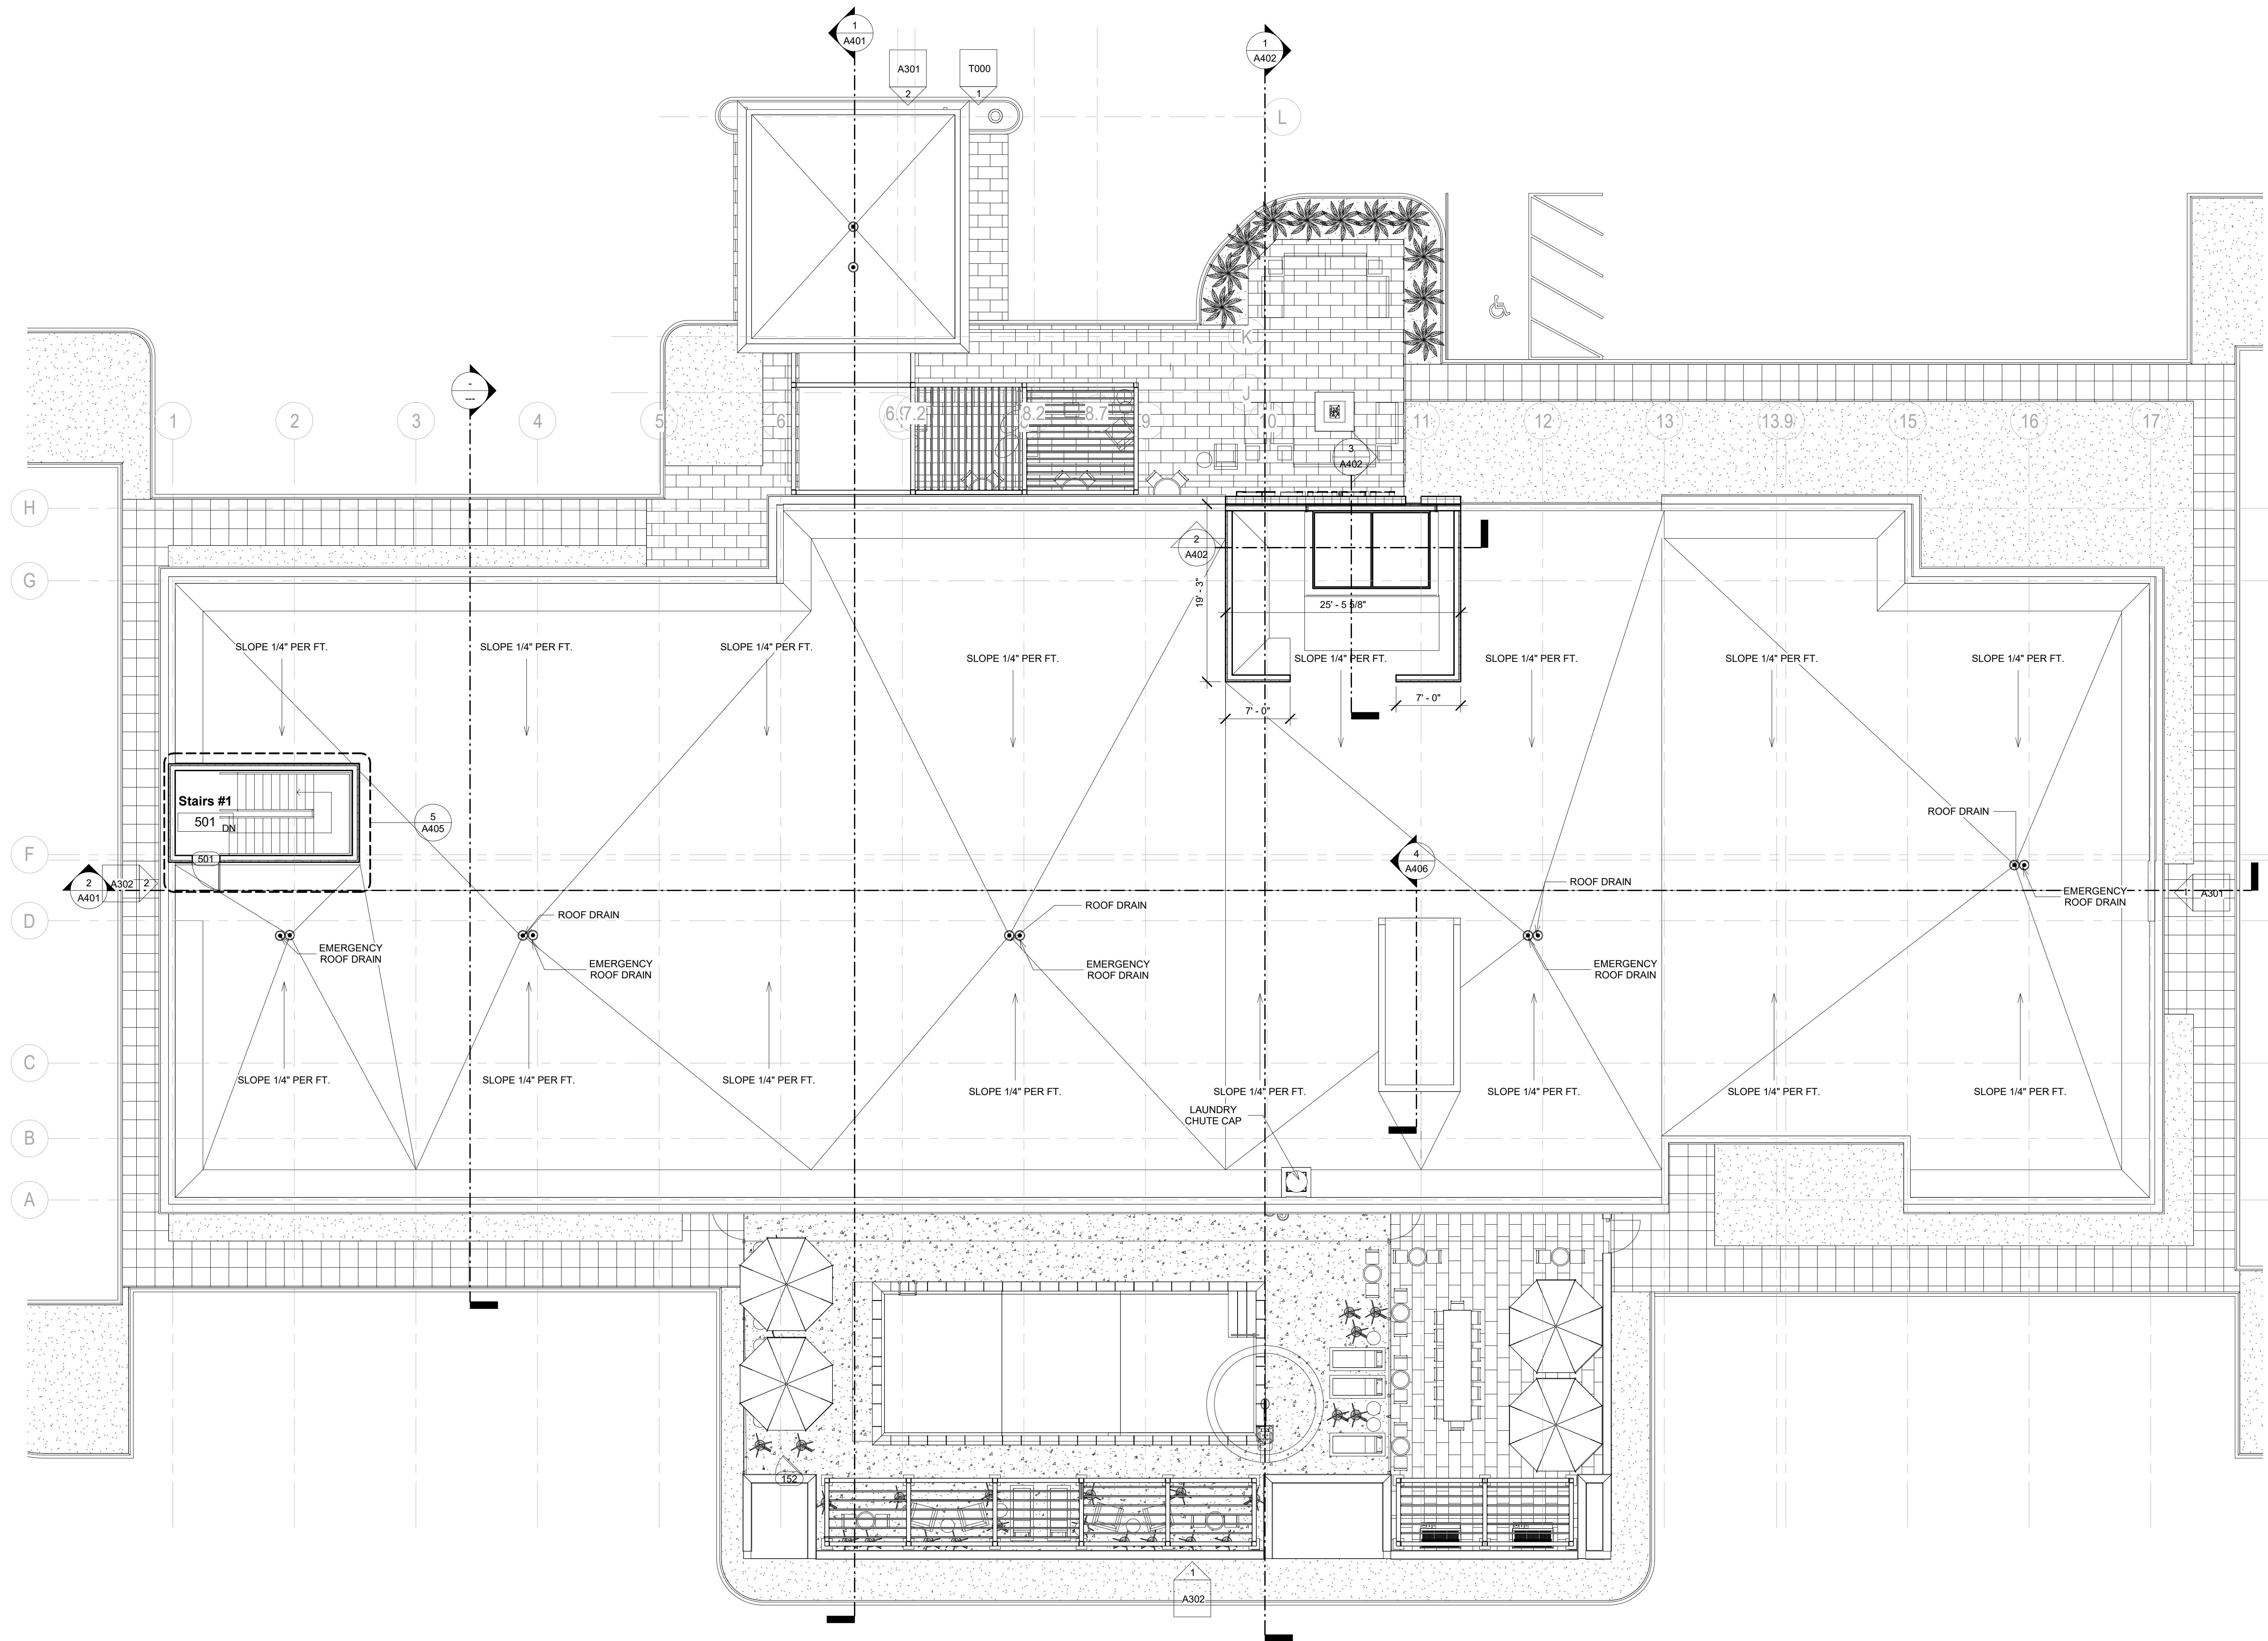 1
A401
1
A402
A301
2
T000
1
L
K
J
-
---
1
2
3
4
5
6
7.2
8.2
8.7
9
10
11
12
13
13.9
15
16
17
3
A402
H
2
A402
G
19' - 3"
25' - 5 5/8"
SLOPE 1/4" PER FT.
SLOPE 1/4" PER FT.
SLOPE 1/4" PER FT.
SLOPE 1/4" PER FT.
SLOPE 1/4" PER FT.
SLOPE 1/4" PER FT.
SLOPE 1/4" PER FT.
SLOPE 1/4" PER FT.
7' - 0"
7' - 0"
Stairs #1
501
DN
501
5
A405
ROOF DRAIN
F
4
A406
2
A401
A302
2
ROOF DRAIN
EMERGENCY
ROOF DRAIN
1
A301
D
ROOF DRAIN
ROOF DRAIN
EMERGENCY
ROOF DRAIN
EMERGENCY
ROOF DRAIN
EMERGENCY
ROOF DRAIN
EMERGENCY
ROOF DRAIN
C
SLOPE 1/4" PER FT.
SLOPE 1/4" PER FT.
SLOPE 1/4" PER FT.
SLOPE 1/4" PER FT.
SLOPE 1/4" PER FT.
SLOPE 1/4" PER FT.
SLOPE 1/4" PER FT.
SLOPE 1/4" PER FT.
LAUNDRY
CHUTE CAP
B
A
152
1
A302